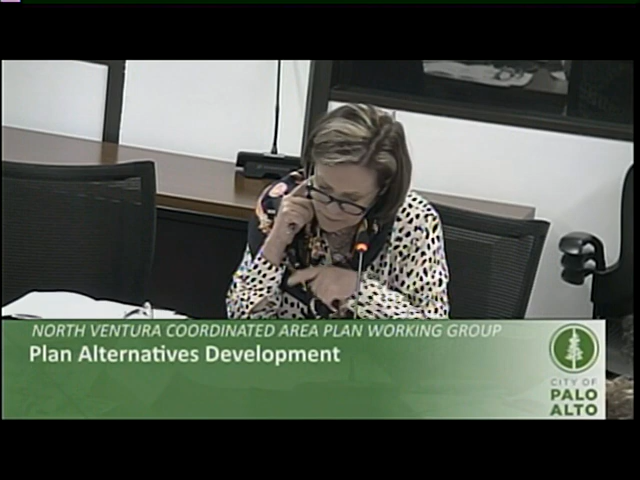 NORTH VENTURA COORDINATED AREA PLAN WORKING GROUP
Plan Alternatives Development
CITY OF
PALO
ALTO